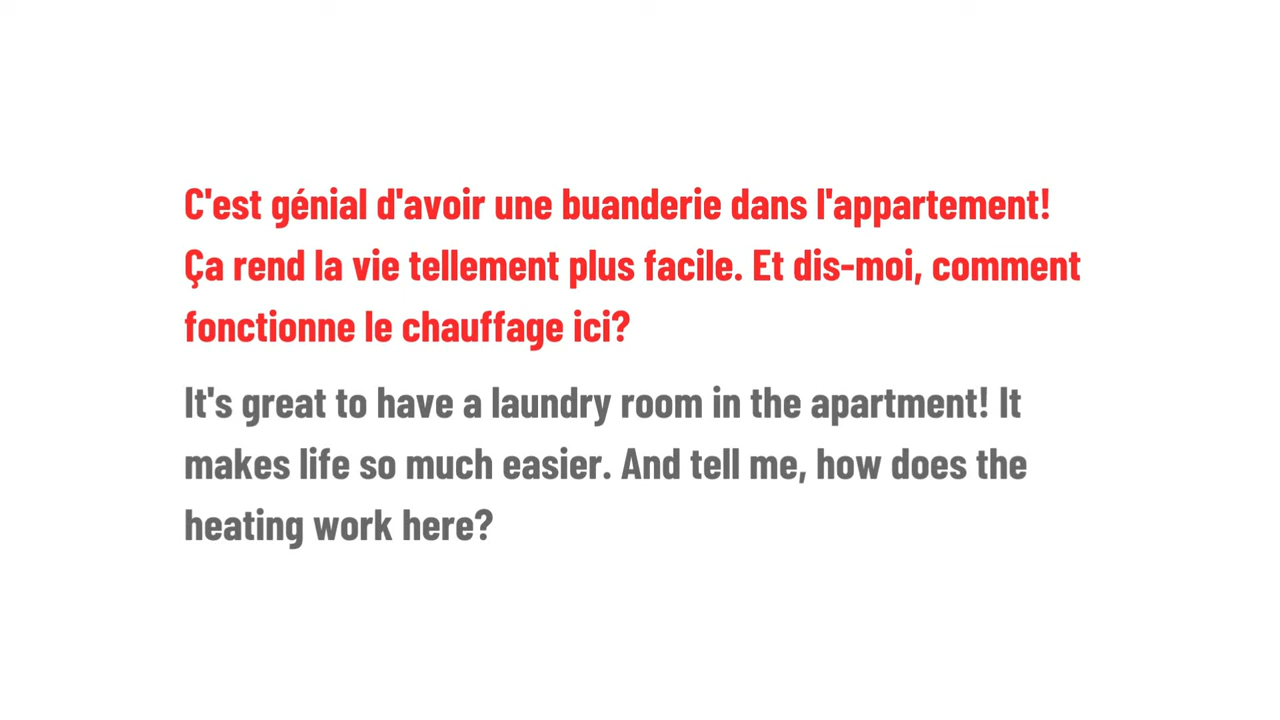 C'est génial d'avoir une buanderie dans l'appartement!
Ça rend la vie tellement plus facile. Et dis-moi, comment
fonctionne le chauffage ici?
It's great to have a laundry room in the apartment! It
makes life so much easier. And tell me, how does the
heating work here?